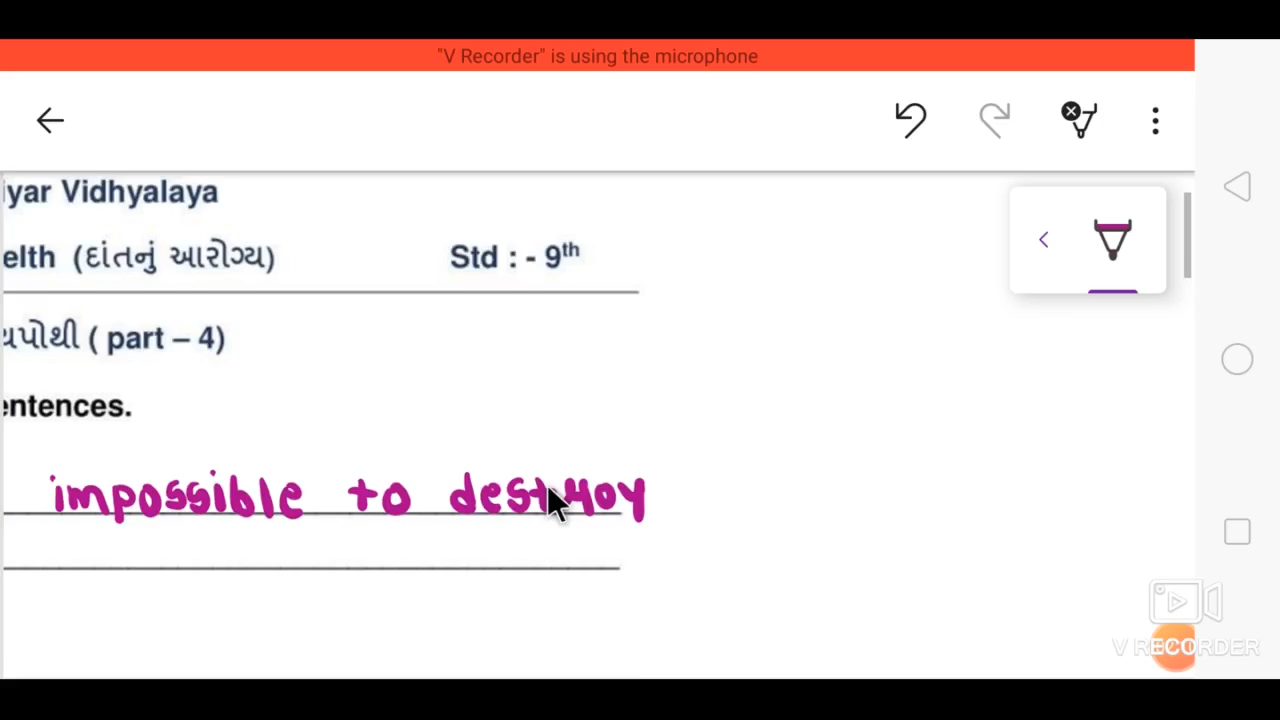 "V Recorder" is using the microphone
iyar Vidhyalaya
elth (દાંતનું આરોગ્ય) Std : - 9th
યપોથી ( part – 4)
entences.
impossible to destroy
V RECORDER